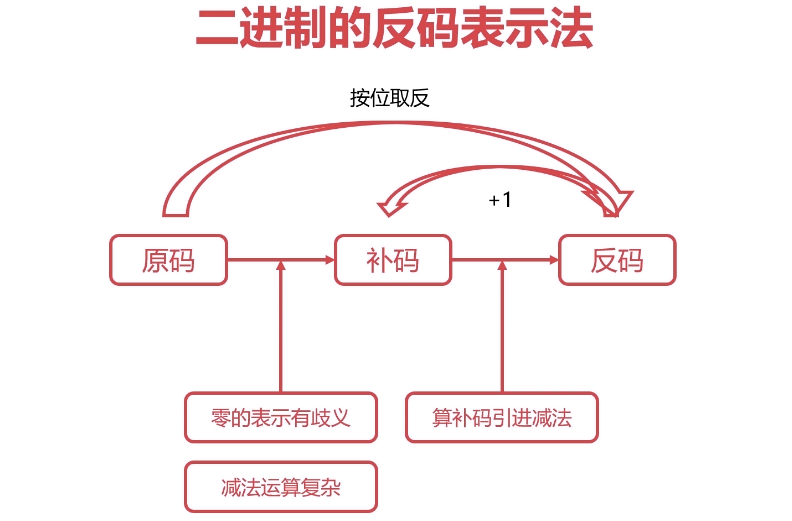 二进制的反码表示法
按位取反
+1
原码
补码
反码
零的表示有歧义
算补码引进减法
减法运算复杂